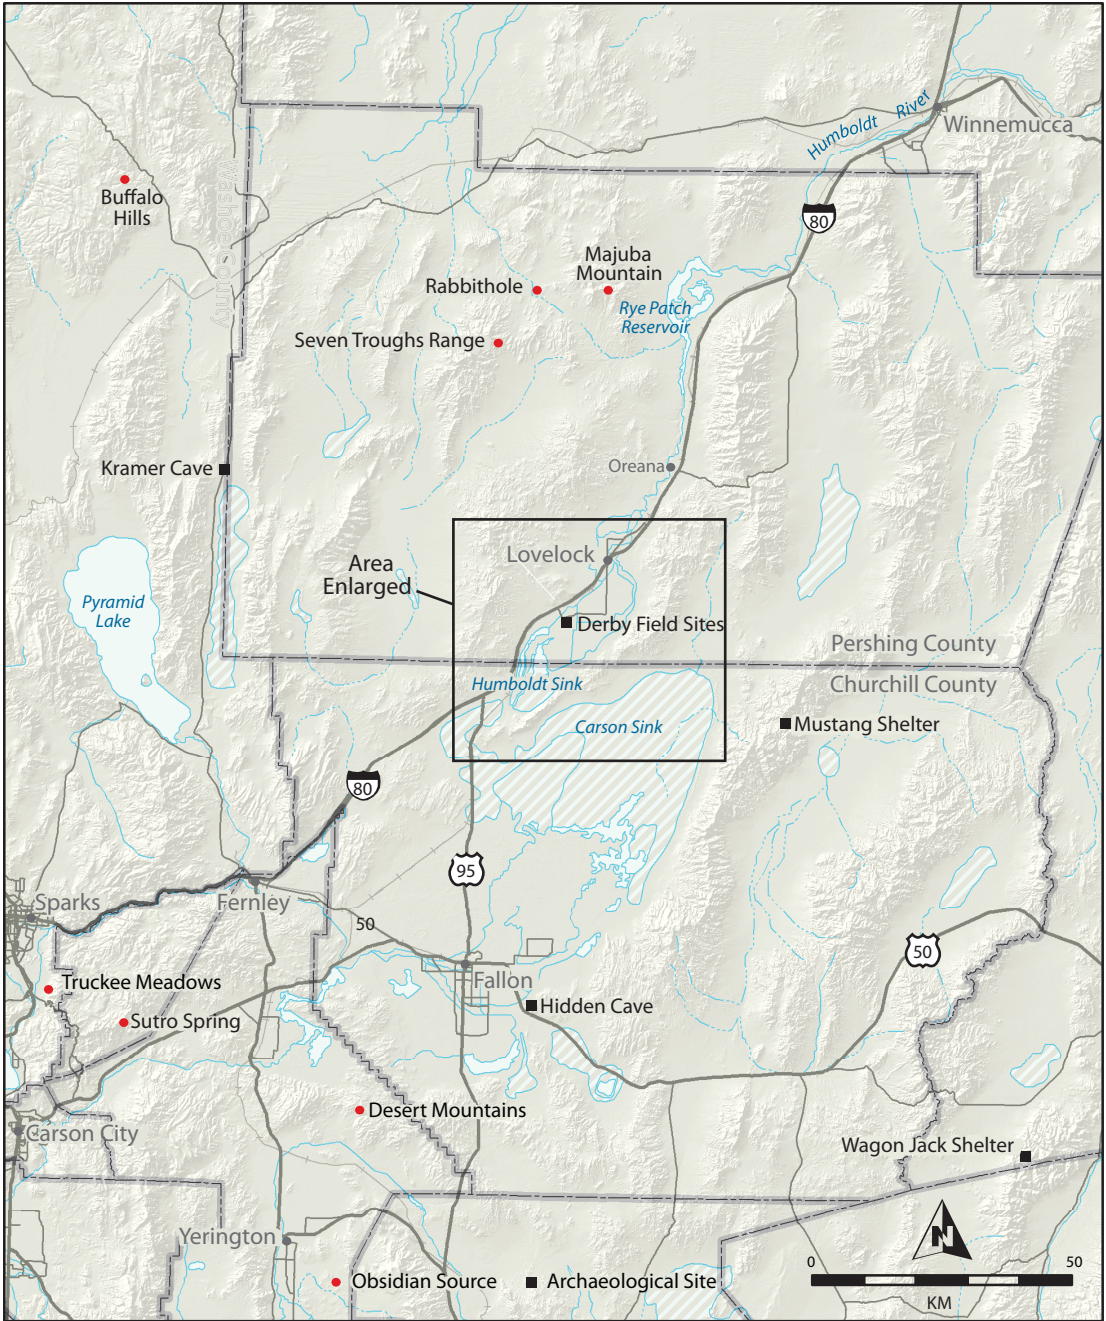 Humboldt River
Winnemucca
Buffalo
Hills
Washoe County
80
Majuba
Mountain
Rabbithole
Rye Patch
Reservoir
Seven Troughs Range
Kramer Cave
Oreana
Lovelock
Area
Enlarged
Pyramid
Lake
Derby Field Sites
Pershing County
Churchill County
Humboldt Sink
Carson Sink
Mustang Shelter
80
95
Sparks
Fernley
50
50
Truckee Meadows
Fallon
Sutro Spring
Hidden Cave
Desert Mountains
Carson City
Wagon Jack Shelter
N
Yerington
0 50
KM
Obsidian Source
Archaeological Site